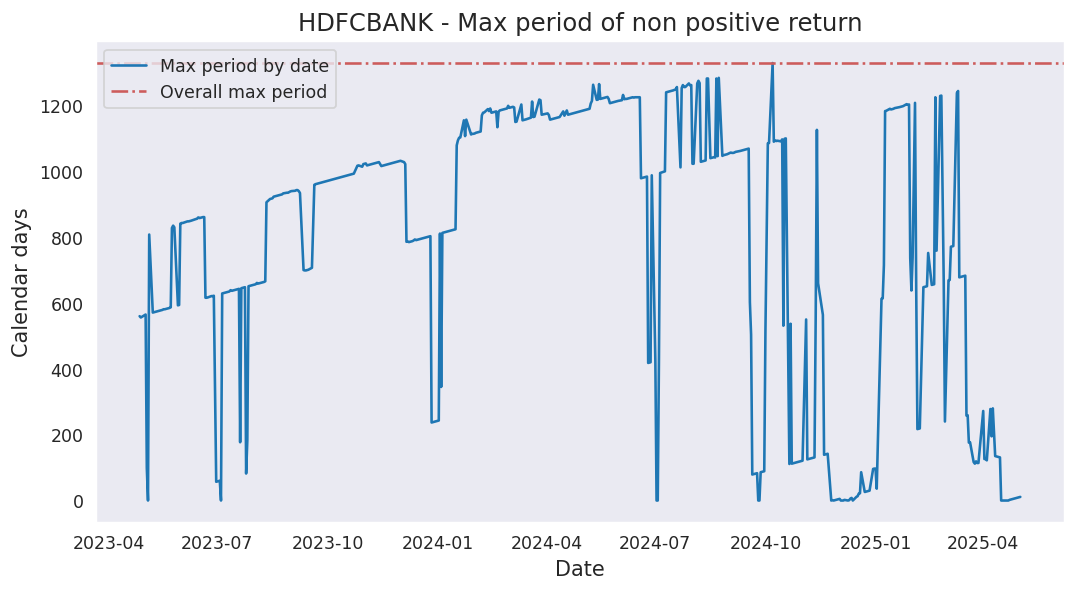 HDFCBANK - Max period of non positive return
Max period by date
Overall max period
Calendar days
1200
1000
800
600
400
200
0
2023-04 2023-07 2023-10 2024-01 2024-04 2024-07 2024-10 2025-01 2025-04
Date